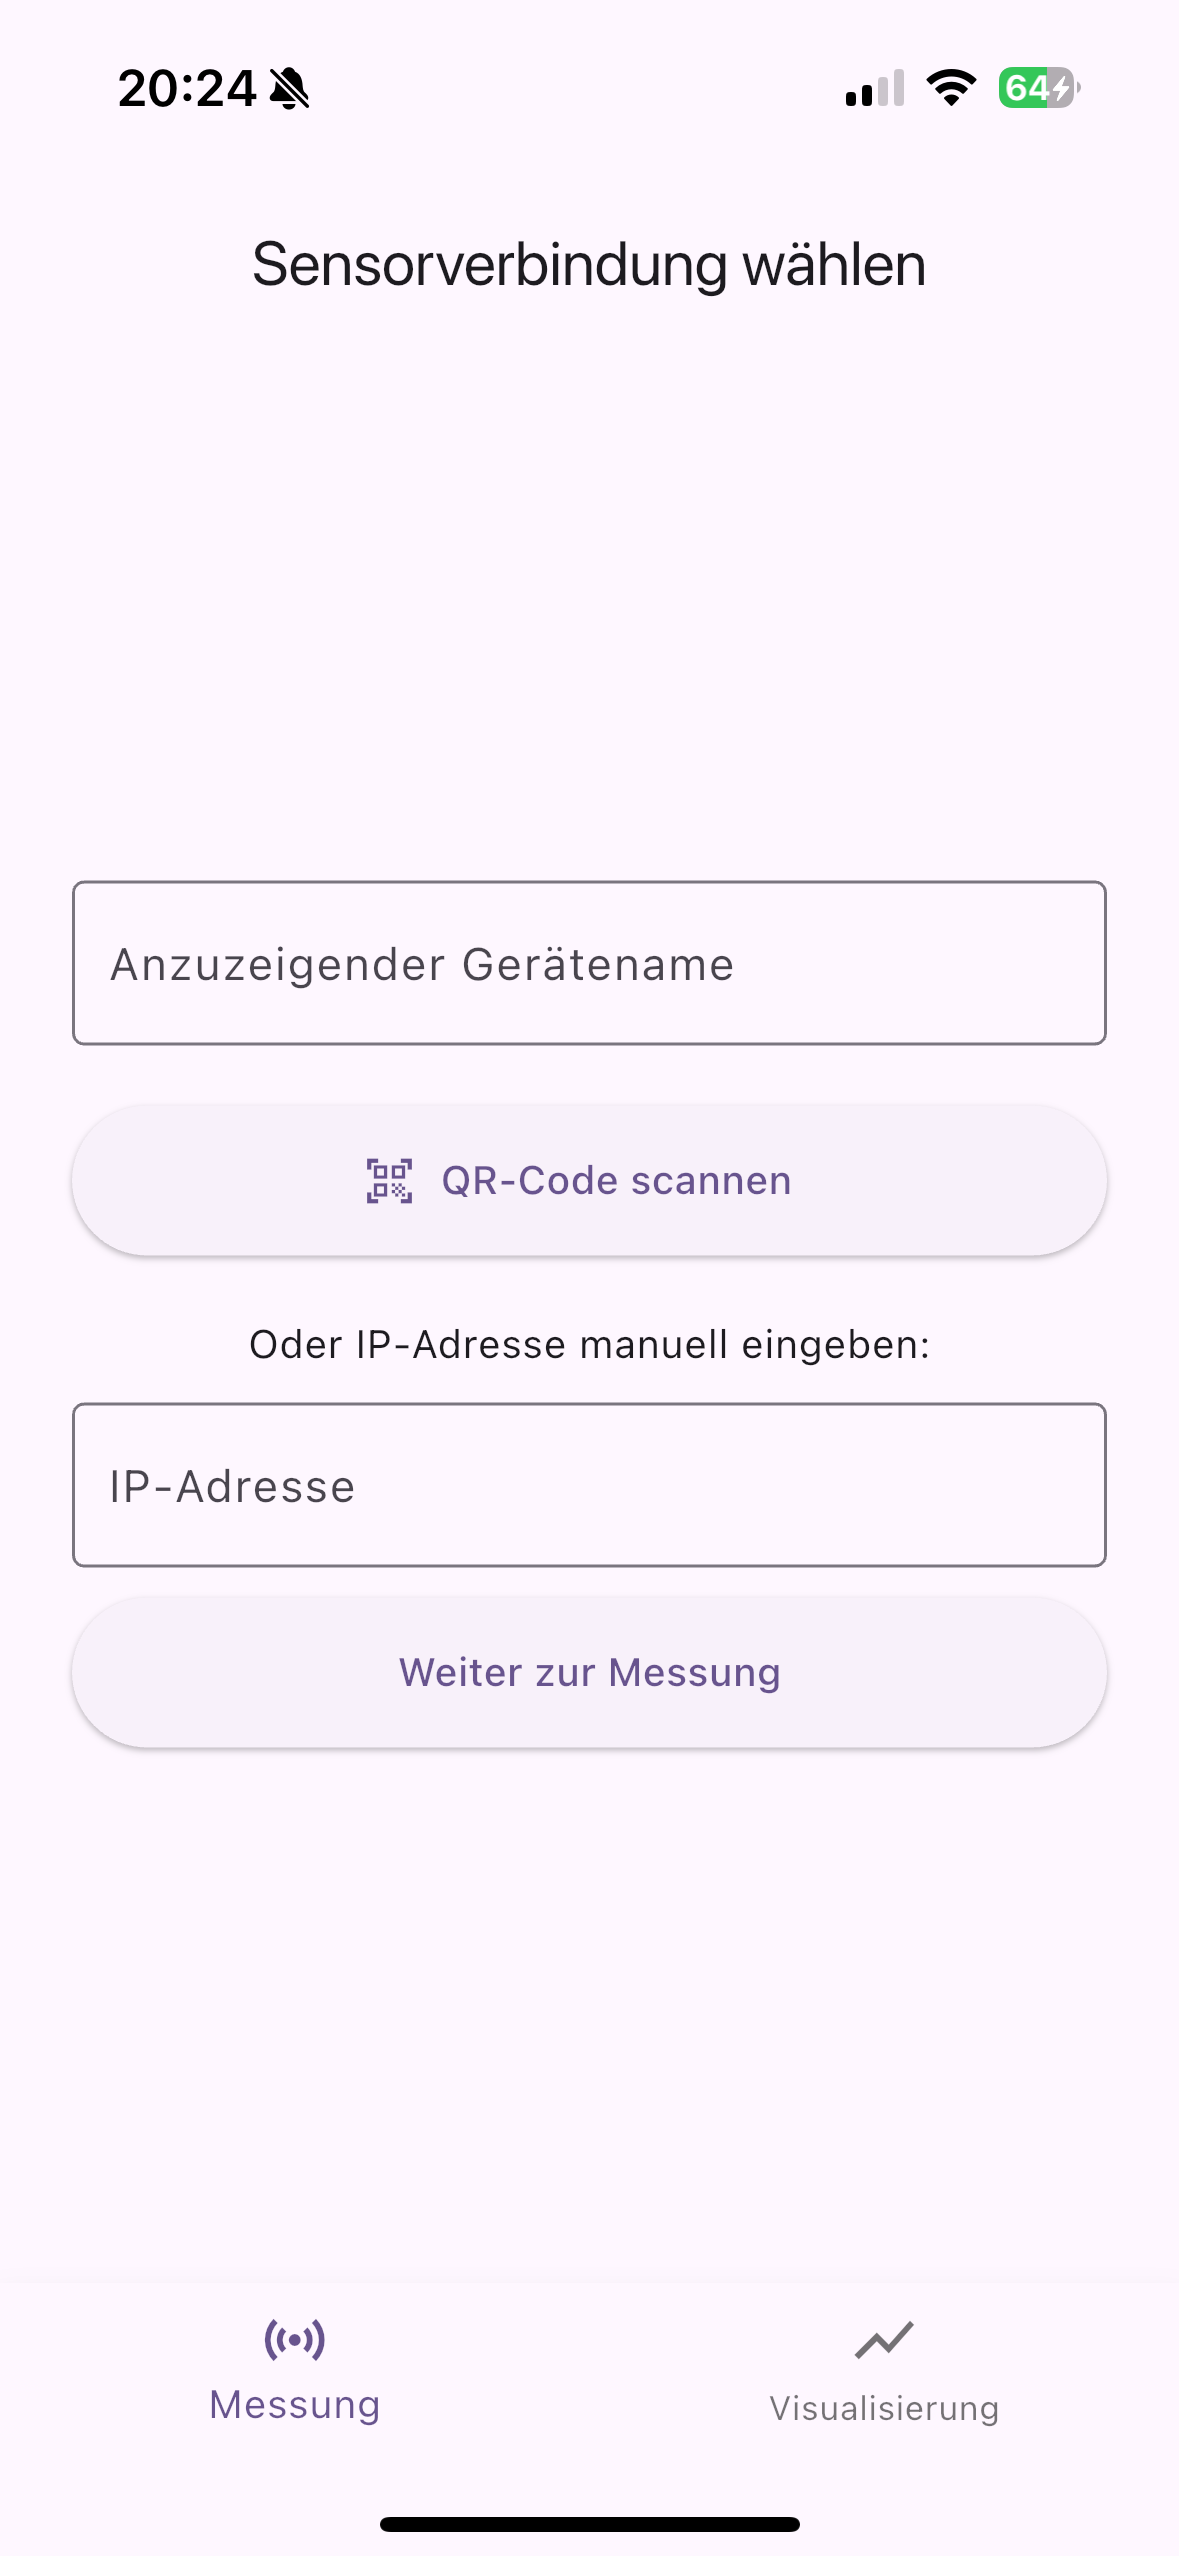 20:24
64
Sensorverbindung wählen
Anzuzeigender Gerätename
QR-Code scannen
Oder IP-Adresse manuell eingeben:
IP-Adresse
Weiter zur Messung
Messung
Visualisierung